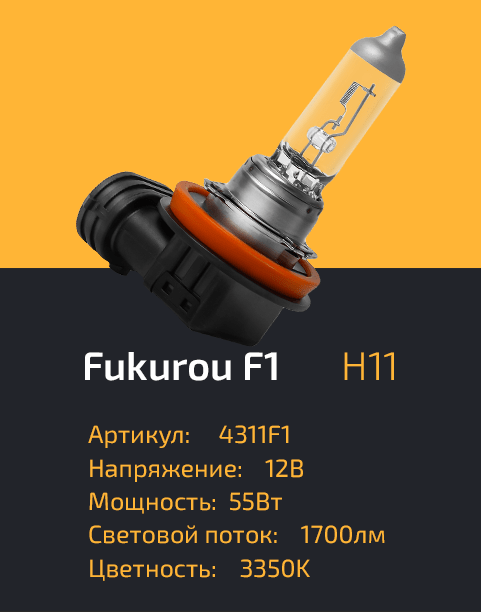 Fukurou F1 H11
Артикул: 4311F1
Напряжение: 12В
Мощность: 55Вт
Световой поток: 1700лм
Цветность: 3350К